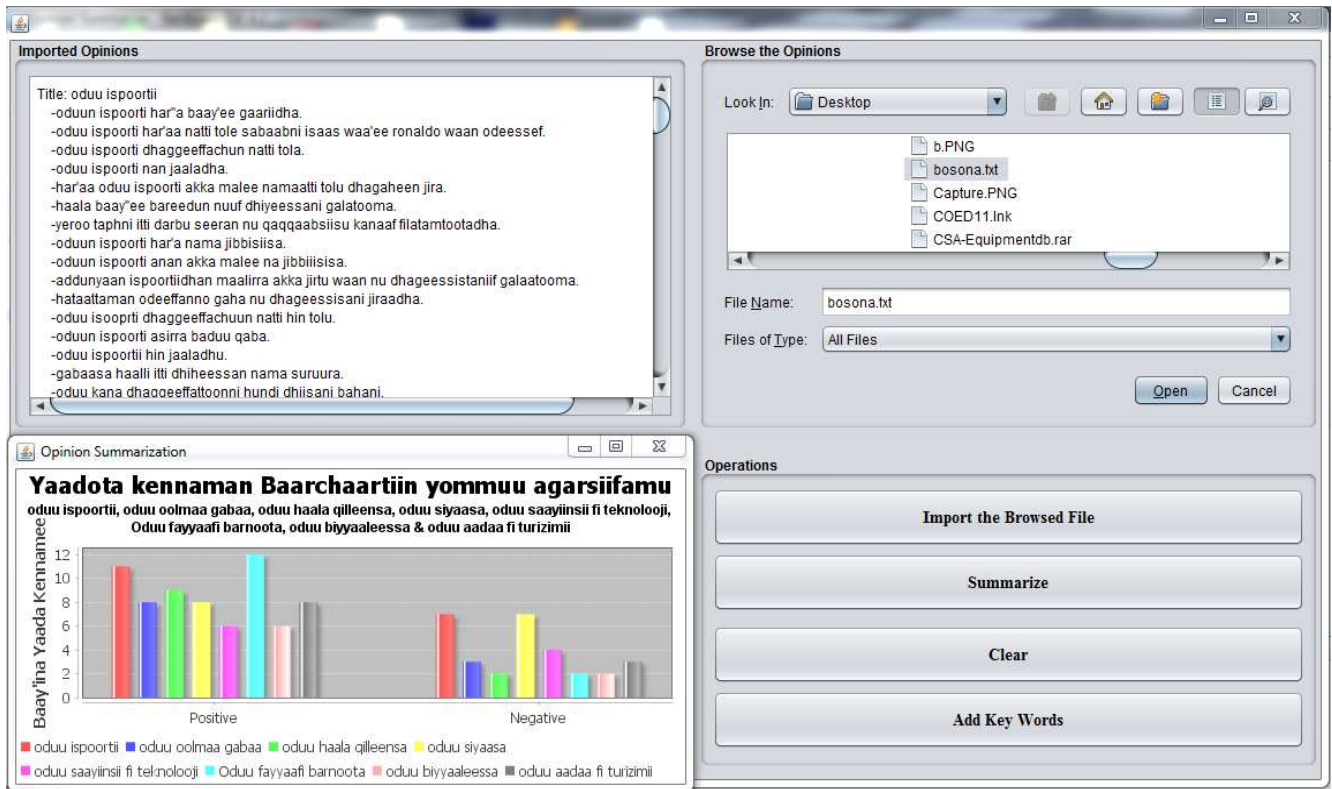 Imported Opinions
Title: oduu ispoortii
-oduun ispoorti har"a baay'ee gaariidha.
-oduu ispoorti har'aa natti tole sabaabni isaas waa'ee ronaldo waan odeessef.
-oduu ispoorti dhaggeeffachun natti tola.
-oduu ispoorti nan jaaladha.
-har'aa oduu ispoorti akka malee namaatti tolu dhagaheen jira.
-haala baay"ee bareedun nuuf dhiyeessani galatooma.
-yeroo taphni itti darbu seeran nu qaqqaabsiisu kanaaf filatamtootadha.
-oduun ispoorti har'a nama jibbisiisa.
-oduun ispoorti anan akka malee na jibbiiisisa.
-addunyaan ispoortiidhan maalirra akka jirtu waan nu dhageessistaniif galaatooma.
-hataattaman odeeffanno gaha nu dhageessisani jiraadha.
-oduu isooprti dhaggeeffachuun natti hin tolu.
-oduun ispoorti asirra baduu qaba.
-oduu ispoortii hin jaaladhu.
-gabaasa haalli itti dhiheessan nama suruura.
-oduu kana dhaggeeffattoonni hundi dhiisani bahani.
Browse the Opinions
Look In:
Desktop
b.PNG
bosona.txt
Capture.PNG
COED11.lnk
CSA-Equipmentdb.rar
File Name:
bosona.txt
Files of Type:
All Files
Open
Cancel
Opinion Summarization
Yaadota kennaman Baarchaartiin yommuu agarsiifamu
oduu ispoortii, oduu oolmaa gabaa, oduu haala qilleensa, oduu siyaasa, oduu saayiinsii fi teknolooji,
Oduu fayyaafi barnoota, oduu biyyaaleessa & oduu aadaa fi turizimii
Baay'ina Yaada Kennamee
12
10
8
6
4
2
0
Positive
Negative
oduu ispoortii
oduu oolmaa gabaa
oduu haala qilleensa
oduu siyaasa
oduu saayiinsii fi teknolooji
Oduu fayyaafi barnoota
oduu biyyaaleessa
oduu aadaa fi turizimii
Operations
Import the Browsed File
Summarize
Clear
Add Key Words